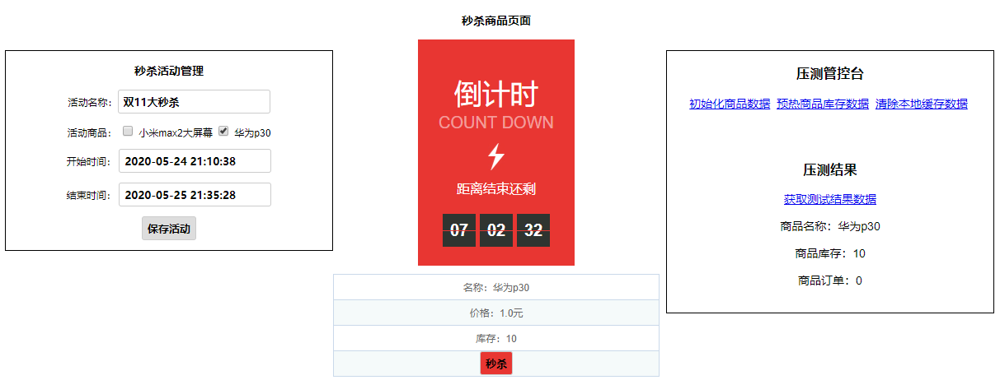 秒杀活动管理
活动名称： 双11大秒杀
活动商品： 小米max2大屏幕 华为p30
开始时间： 2020-05-24 21:10:38
结束时间： 2020-05-25 21:35:28
保存活动
秒杀商品页面
倒计时
COUNT DOWN
距离结束还剩
07 02 32
名称：华为p30
价格：1.0元
库存：10
秒杀
压测管控台
初始化商品数据 预热商品库存数据 清除本地缓存数据
压测结果
获取测试结果数据
商品名称：华为p30
商品库存：10
商品订单：0